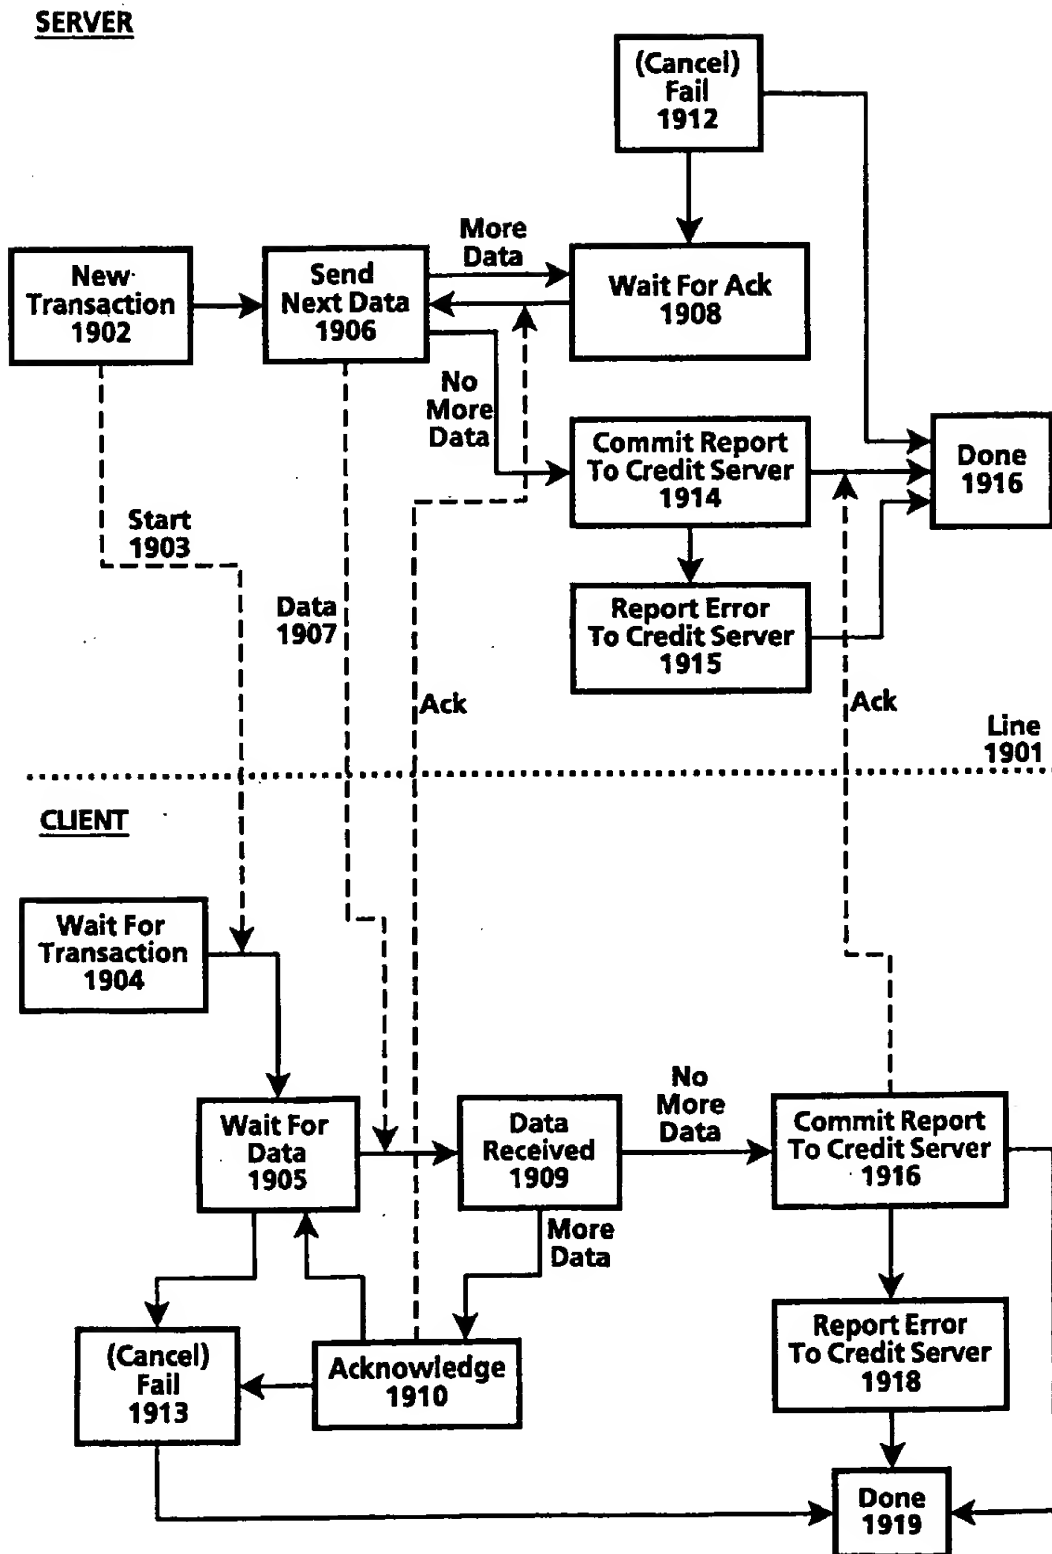 SERVER
(Cancel)
Fail
1912
New
Transaction
1902
Send
Next Data
1906
More
Data
Wait For Ack
1908
No
More
Data
Commit Report
To Credit Server
1914
Done
1916
Start
1903
Data
1907
Report Error
To Credit Server
1915
Ack
Ack
Line
1901
CLIENT
Wait For
Transaction
1904
Wait For
Data
1905
Data
Received
1909
No
More
Data
Commit Report
To Credit Server
1916
More
Data
(Cancel)
Fail
1913
Acknowledge
1910
Report Error
To Credit Server
1918
Done
1919